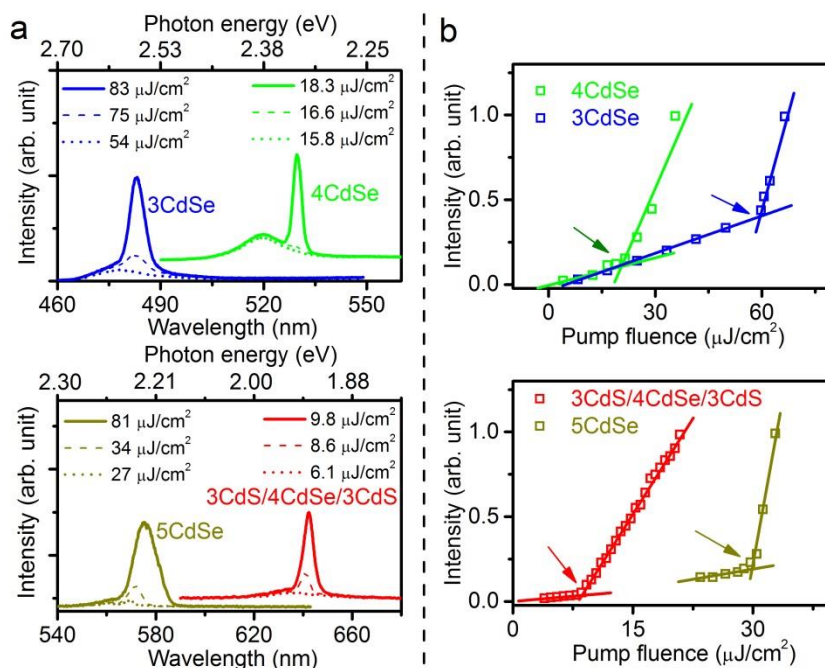 a
Photon energy (eV)
2.70 2.53 2.38 2.25
Intensity (arb. unit)
83 μJ/cm²
75 μJ/cm²
54 μJ/cm²
18.3 μJ/cm²
16.6 μJ/cm²
15.8 μJ/cm²
3CdSe
4CdSe
460 490 520 550
Wavelength (nm)
Photon energy (eV)
2.30 2.21 2.00 1.88
Intensity (arb. unit)
81 μJ/cm²
34 μJ/cm²
27 μJ/cm²
9.8 μJ/cm²
8.6 μJ/cm²
6.1 μJ/cm²
3CdS/4CdSe/3CdS
5CdSe
540 580 620 660
Wavelength (nm)
b
Intensity (arb. unit)
4CdSe
3CdSe
1.0
0.5
0.0
0 30 60
Pump fluence (μJ/cm²)
Intensity (arb. unit)
3CdS/4CdSe/3CdS
5CdSe
1.0
0.5
0.0
0 15 30
Pump fluence (μJ/cm²)